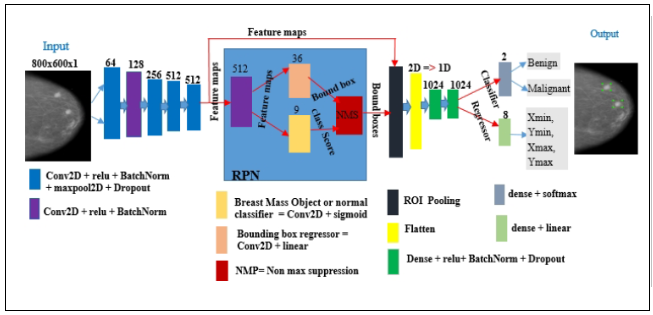 Feature maps
Input
Output
800x600x1
64
128
256
512
512
Feature maps
36
512
Feature maps
Bound box
9
class Score
NMS
RPN
Bound boxes
2D => 1D
1024
1024
Classifier
Regressor
2
8
Benign
Malignant
Xmin,
Ymin,
Xmax,
Ymax
Conv2D + relu + BatchNorm
+ maxpool2D + Dropout
Conv2D + relu + BatchNorm
Breast Mass Object or normal
classifier = Conv2D + sigmoid
Bounding box regressor =
Conv2D + linear
NMP= Non max suppression
ROI Pooling
Flatten
Dense + relu+ BatchNorm + Dropout
dense + softmax
dense + linear